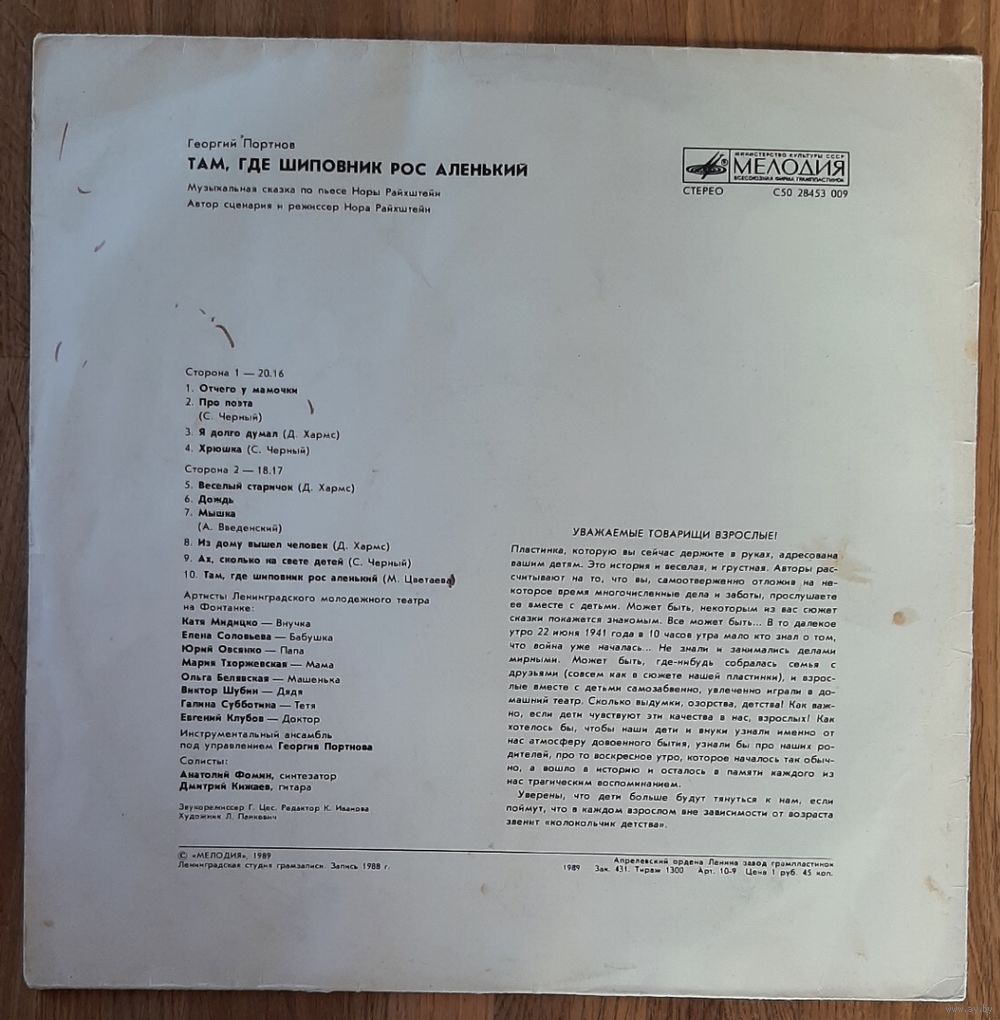 Георгий Портнов
ТАМ, ГДЕ ШИПОВНИК РОС АЛЕНЬКИЙ
Музыкальная сказка по пьесе Норы Райхштейн
Автор сценария и режиссер Нора Райхштейн
МИНИСТЕРСТВО КУЛЬТУРЫ СССР
МЕЛОДИЯ
ВСЕСОЮЗНАЯ ФИРМА ГРАМПЛАСТИНОК
СТЕРЕО С50 28453 009
Сторона 1 — 20.16
1. Отчего у мамочки
2. Про поэта
(С. Черный)
3. Я долго думал (Д. Хармс)
4. Хрюшка (С. Черный)
Сторона 2 — 18.17
5. Веселый старичок (Д. Хармс)
6. Дождь
7. Мышка
(А. Введенский)
8. Из дому вышел человек (Д. Хармс)
9. Ах, сколько на свете детей (С. Черный)
10. Там, где шиповник рос аленький (М. Цветаева)
Артисты Ленинградского молодежного театра
на Фонтанке:
Катя Мидицко — Внучка
Елена Соловьева — Бабушка
Юрий Овсянко — Папа
Мария Тхоржевская — Мама
Ольга Белявская — Машенька
Виктор Шубин — Дядя
Галина Субботина — Тетя
Евгений Клубов — Доктор
Инструментальный ансамбль
под управлением Георгия Портнова
Солисты:
Анатолий Фомин, синтезатор
Дмитрий Кижаев, гитара
Звукорежиссер Г. Цес. Редактор К. Иванова
Художник Л. Панкович
УВАЖАЕМЫЕ ТОВАРИЩИ ВЗРОСЛЫЕ!
Пластинка, которую вы сейчас держите в руках, адресована
вашим детям. Это история и веселая, и грустная. Авторы рас-
считывают на то, что вы, самоотверженно отложив на не-
которое время многочисленные дела и заботы, прослушаете
ее вместе с детьми. Может быть, некоторым из вас сюжет
сказки покажется знакомым. Все может быть... В то далекое
утро 22 июня 1941 года в 10 часов утра мало кто знал о том,
что война уже началась... Не знали и занимались делами
мирными. Может быть, где-нибудь собралась семья с
друзьями (совсем как в сюжете нашей пластинки), и взрос-
лые вместе с детьми самозабвенно, увлеченно играли в до-
машний театр. Сколько выдумки, озорства, детства! Как важ-
но, если дети чувствуют эти качества в нас, взрослых! Как
хотелось бы, чтобы наши дети и внуки узнали именно от
нас атмосферу довоенного бытия, узнали бы про наших ро-
дителей, про то воскресное утро, которое началось так обыч-
но, а вошло в историю и осталось в памяти каждого из
нас трагическим воспоминанием.
Уверены, что дети больше будут тянуться к нам, если
поймут, что в каждом взрослом вне зависимости от возраста
звенит «колокольчик детства».
© «МЕЛОДИЯ», 1989
Ленинградская студия грамзаписи. Запись 1988 г.
Апрелевский ордена Ленина завод грампластинок
1989 Зак. 431. Тираж 1300 Арт. 10-9 Цена 1 руб. 45 коп.
www.ay.by